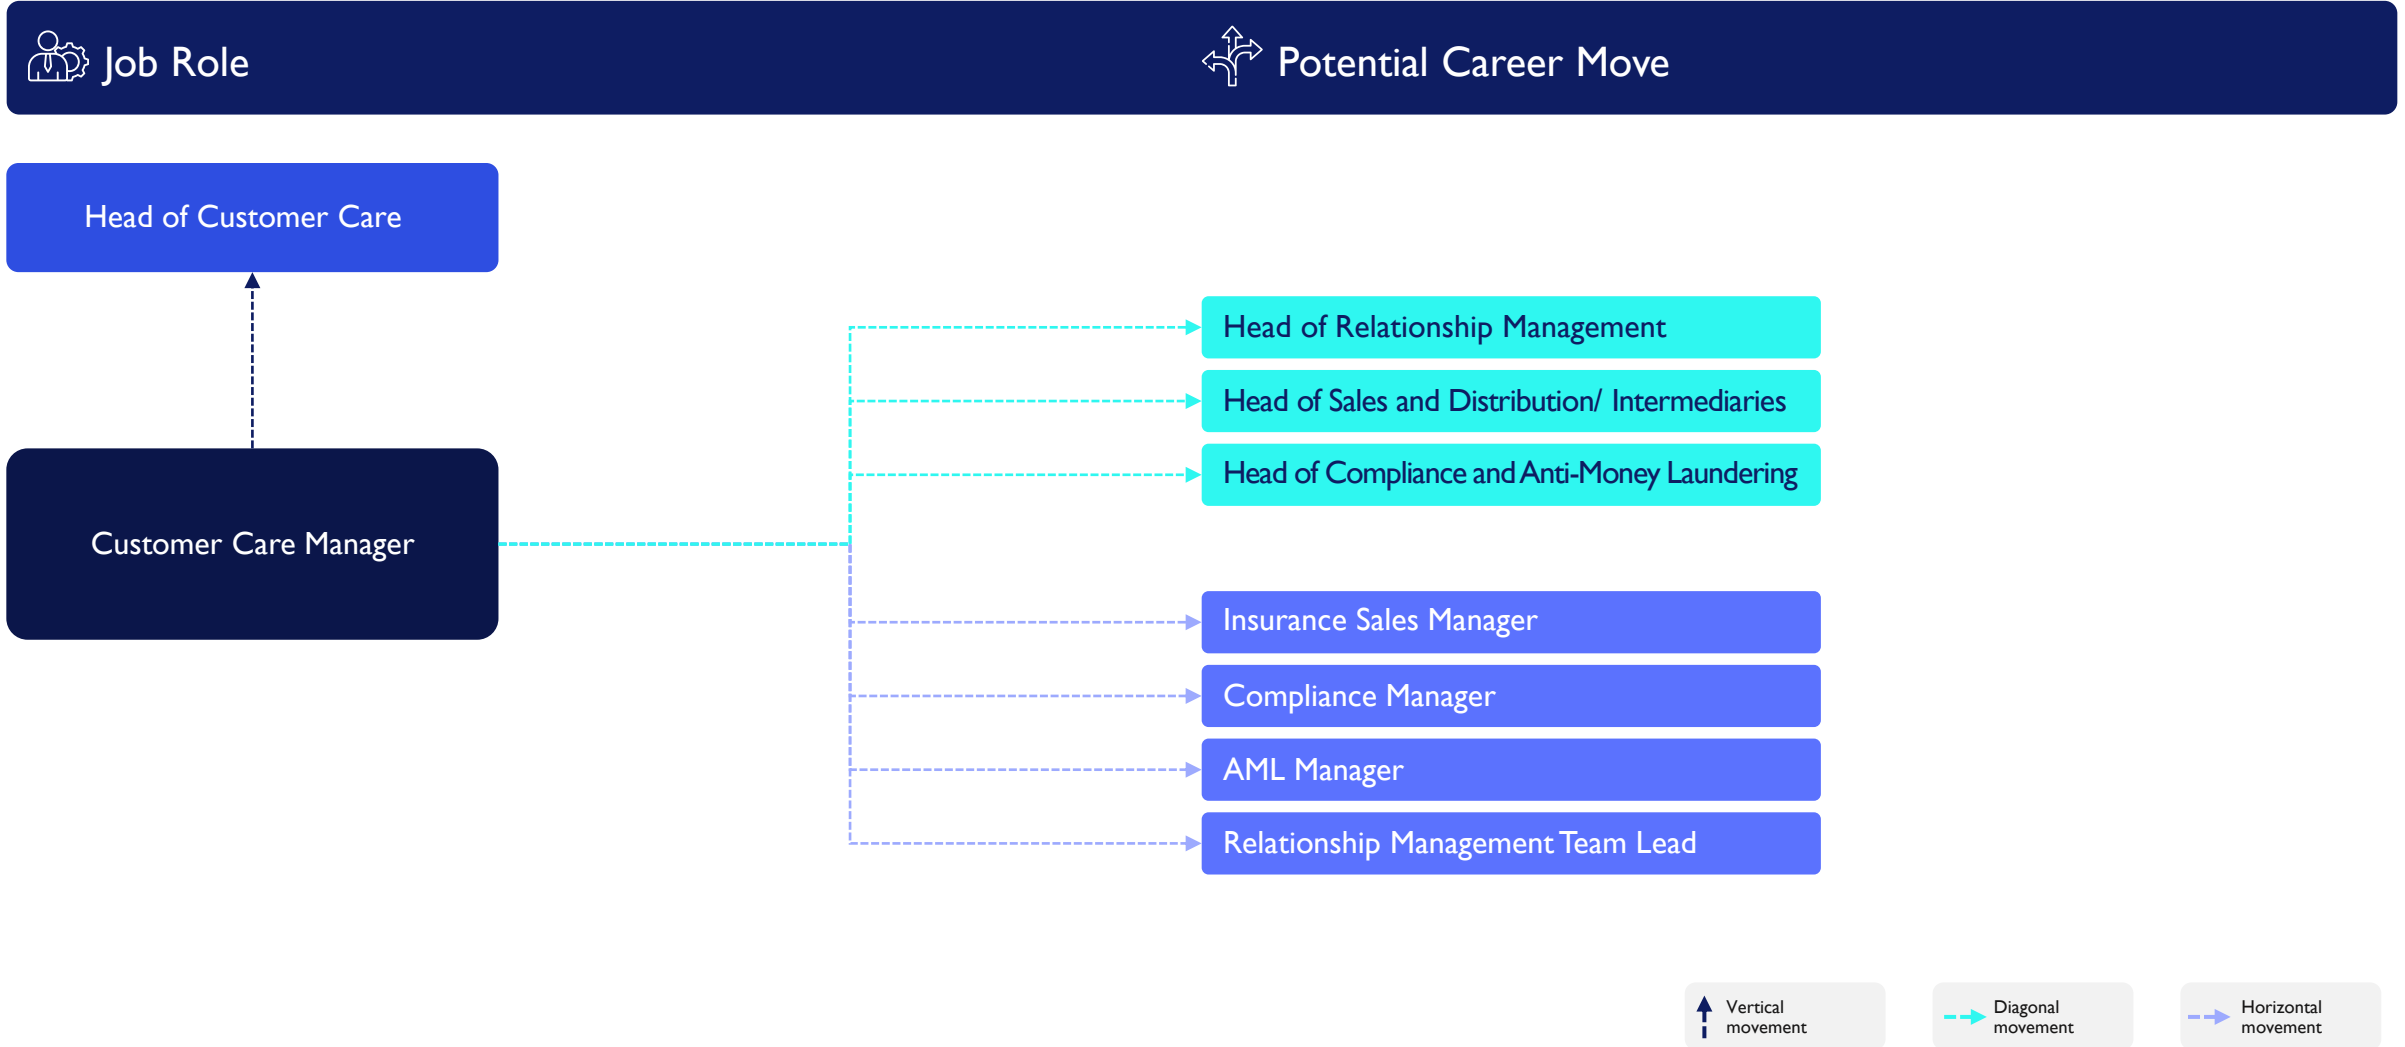 Job Role
Potential Career Move
Head of Customer Care
Head of Relationship Management
Head of Sales and Distribution/ Intermediaries
Head of Compliance and Anti-Money Laundering
Customer Care Manager
Insurance Sales Manager
Compliance Manager
AML Manager
Relationship Management Team Lead
Vertical
movement
Diagonal
movement
Horizontal
movement